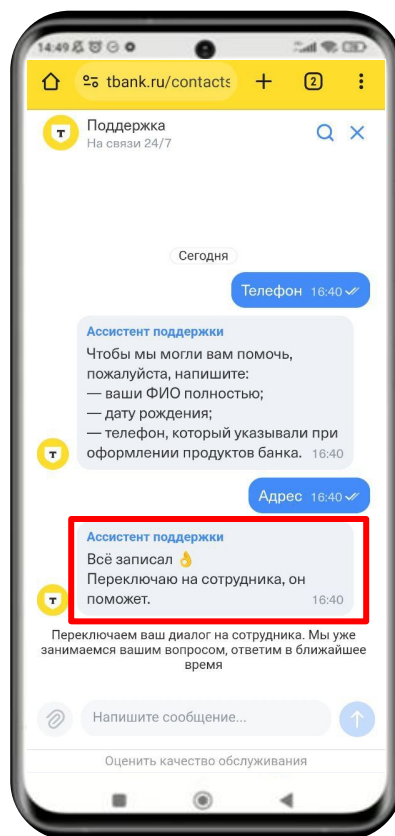 14:49
tbank.ru/contacts
2
Поддержка
На связи 24/7
Сегодня
Телефон 16:40
Ассистент поддержки
Чтобы мы могли вам помочь,
пожалуйста, напишите:
— ваши ФИО полностью;
— дату рождения;
— телефон, который указывали при
оформлении продуктов банка. 16:40
Адрес 16:40
Ассистент поддержки
Всё записал 👌
Переключаю на сотрудника, он
поможет. 16:40
Переключаем ваш диалог на сотрудника. Мы уже
занимаемся вашим вопросом, ответим в ближайшее
время
Напишите сообщение...
Оценить качество обслуживания